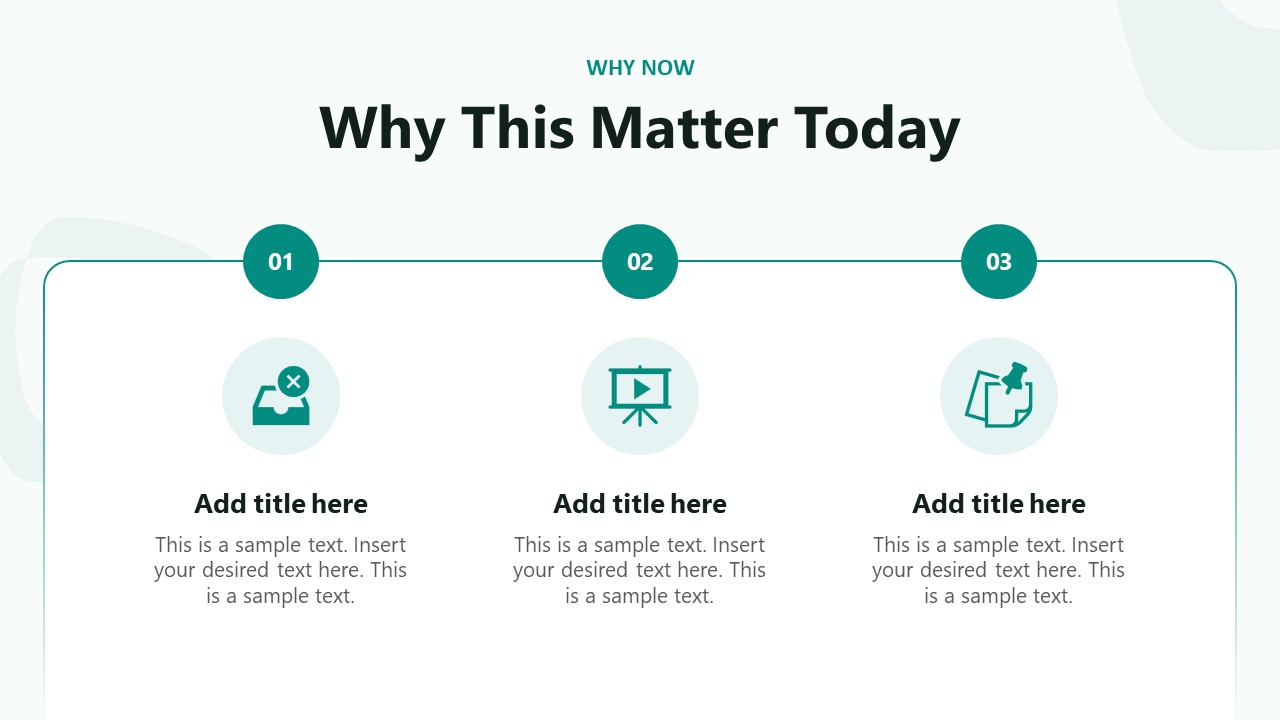 WHY NOW
Why This Matter Today
01
02
03
Add title here
This is a sample text. Insert
your desired text here. This
is a sample text.
Add title here
This is a sample text. Insert
your desired text here. This
is a sample text.
Add title here
This is a sample text. Insert
your desired text here. This
is a sample text.